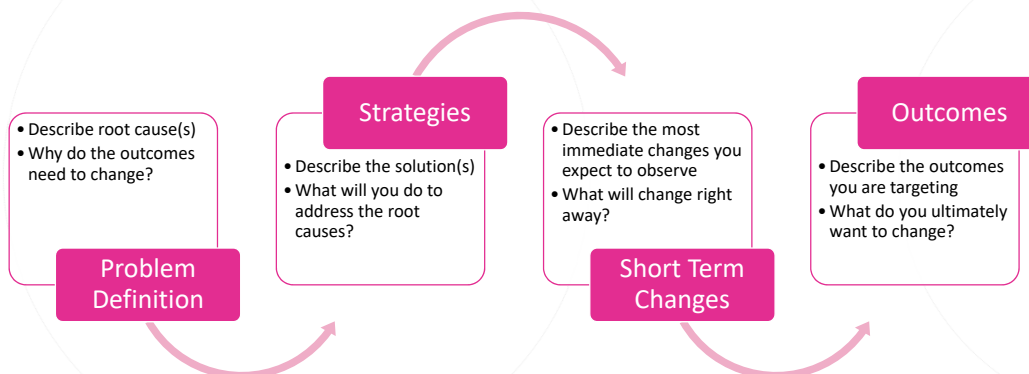 • Describe root cause(s)
• Why do the outcomes
need to change?
Problem
Definition
Strategies
• Describe the solution(s)
• What will you do to
address the root
causes?
• Describe the most
immediate changes you
expect to observe
• What will change right
away?
Short Term
Changes
Outcomes
• Describe the outcomes
you are targeting
• What do you ultimately
want to change?